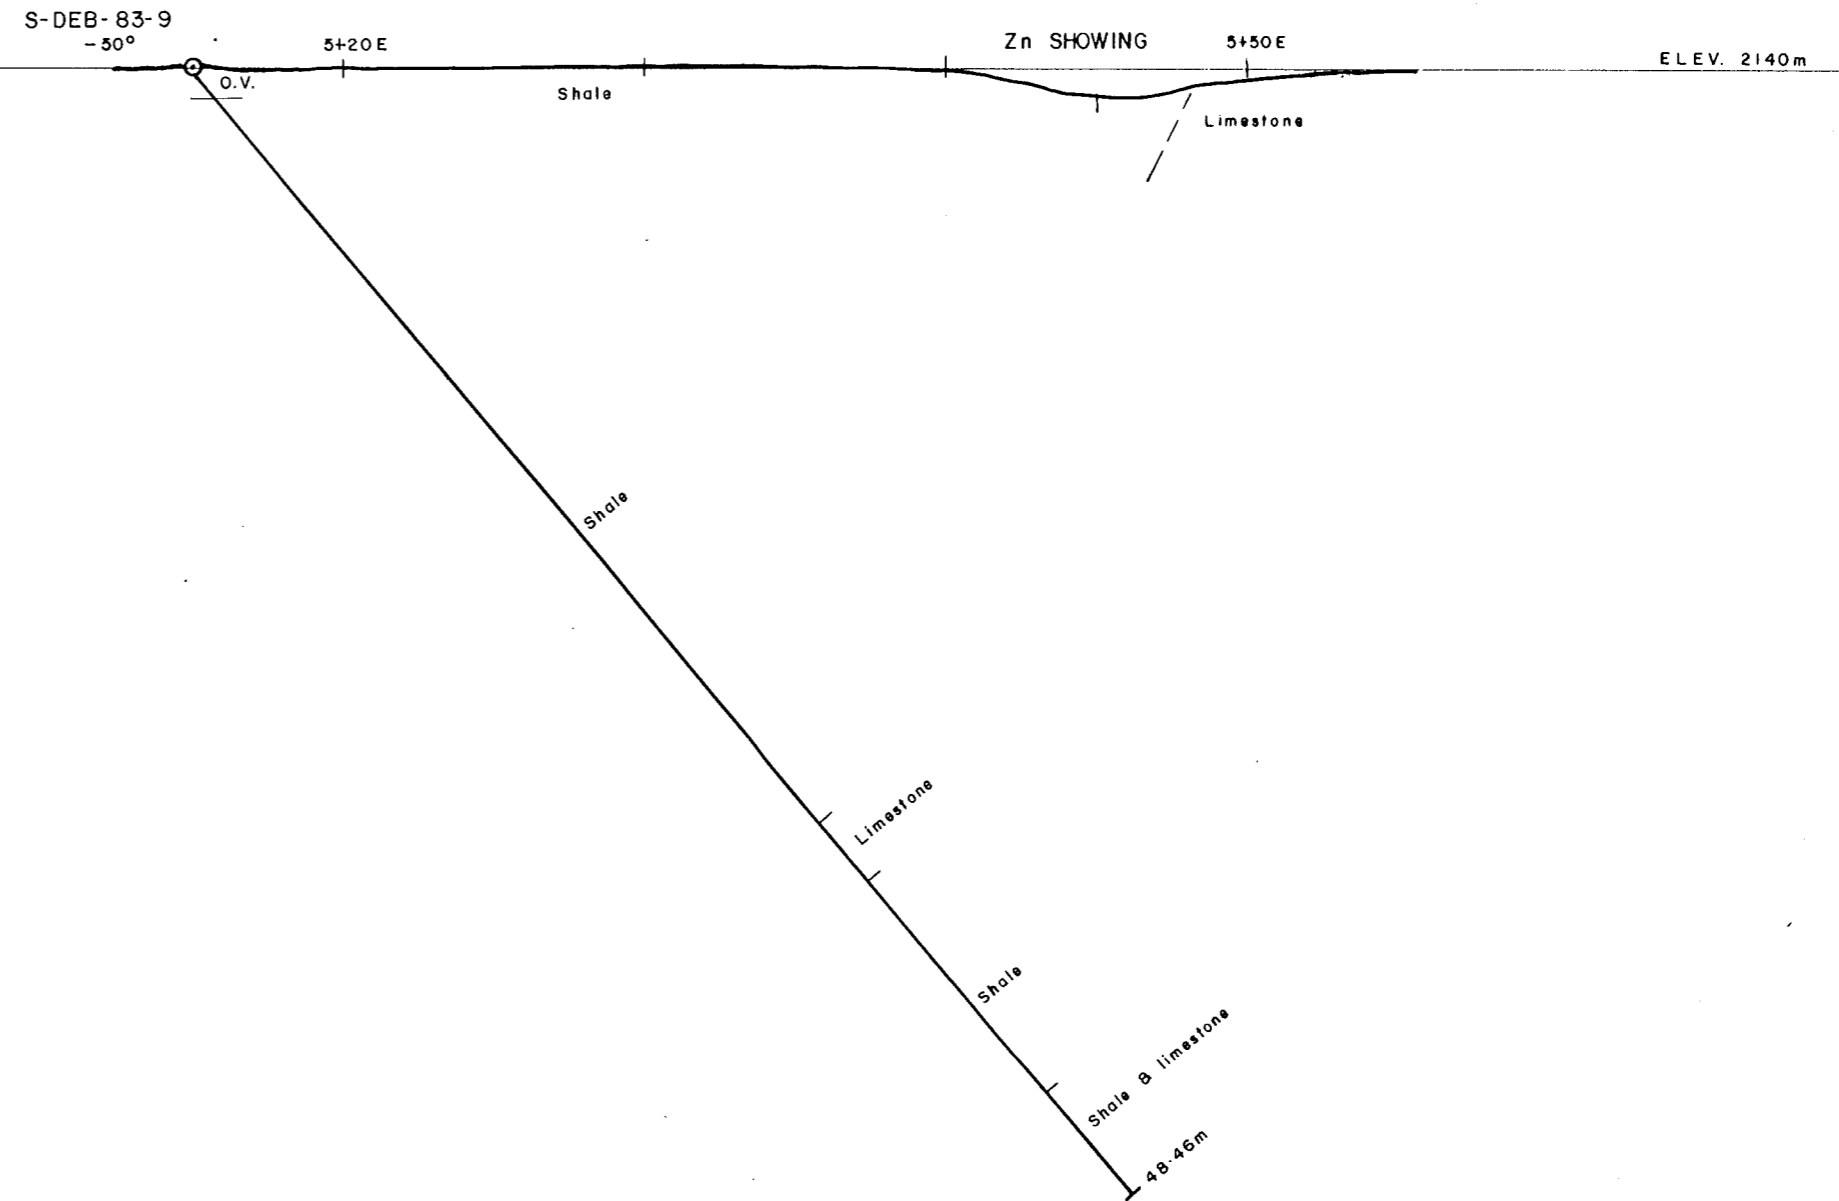 S-DEB-83-9
-50°
5+20E
Zn SHOWING
5+50E
ELEV. 2140m
O.V.
Shale
Limestone
Shale
Limestone
Shale
Shale & limestone
48.46m